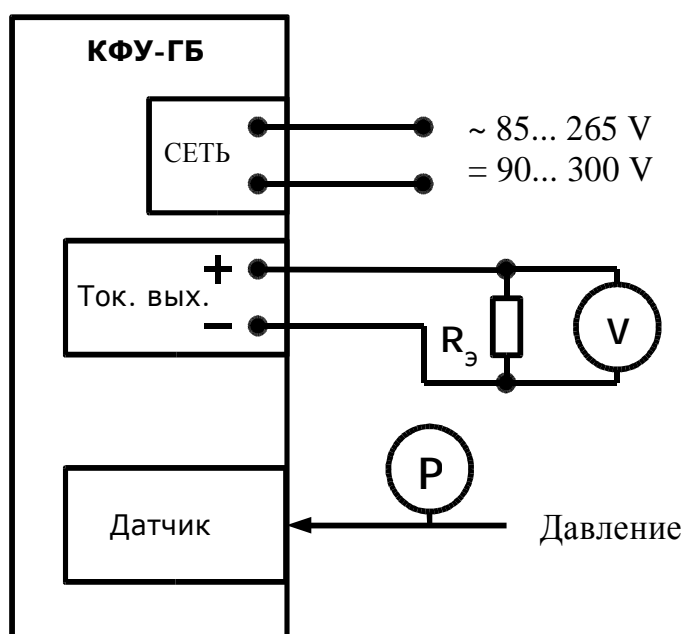 КФУ-ГБ
СЕТЬ
~ 85... 265 V
= 90... 300 V
+
Ток. вых.
–
Rэ
V
P
Датчик
Давление